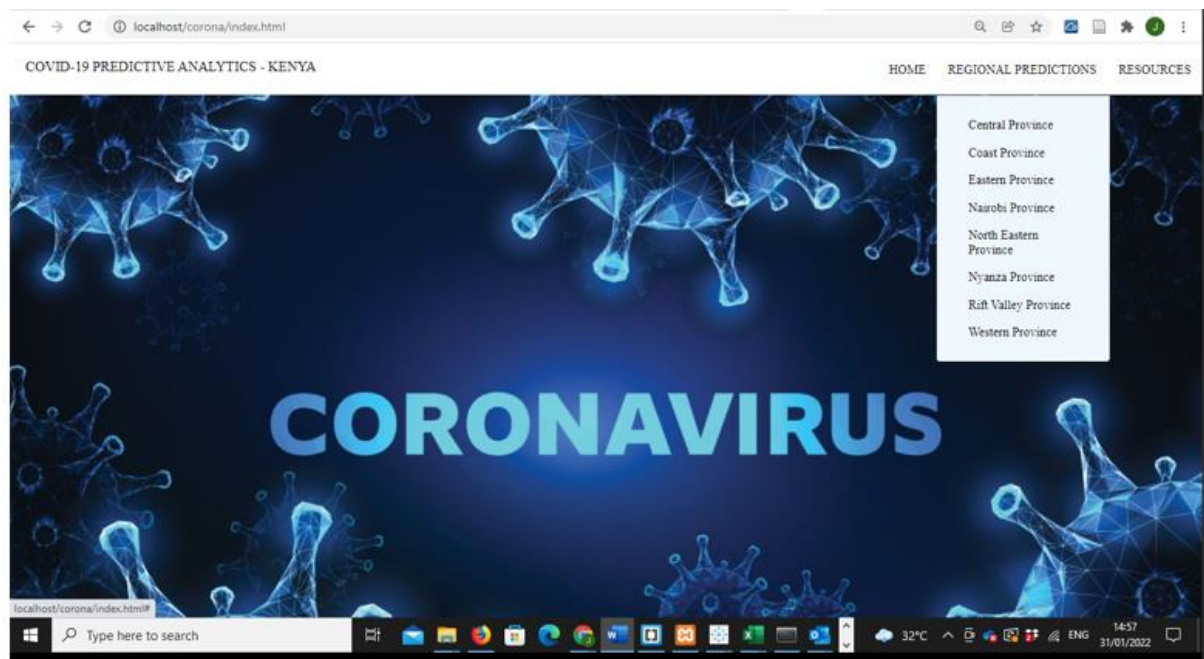 localhost/corona/index.html
J
COVID-19 PREDICTIVE ANALYTICS - KENYA
HOME REGIONAL PREDICTIONS RESOURCES
Central Province
Coast Province
Eastern Province
Nairobi Province
North Eastern
Province
Nyanza Province
Rift Valley Province
Western Province
CORONAVIRUS
localhost/corona/index.html#
Type here to search
32°C ENG
14:57
31/01/2022